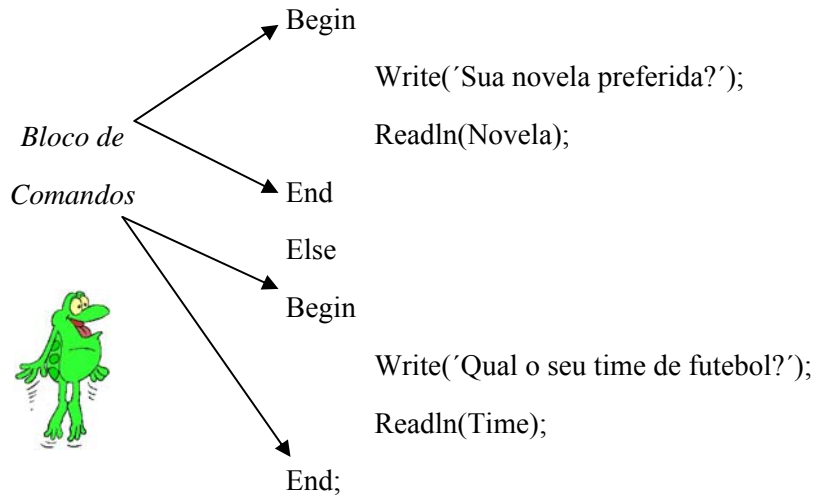 Begin
Write(´Sua novela preferida?´);
Bloco de
Readln(Novela);
Comandos
End
Else
Begin
Write(´Qual o seu time de futebol?´);
Readln(Time);
End;